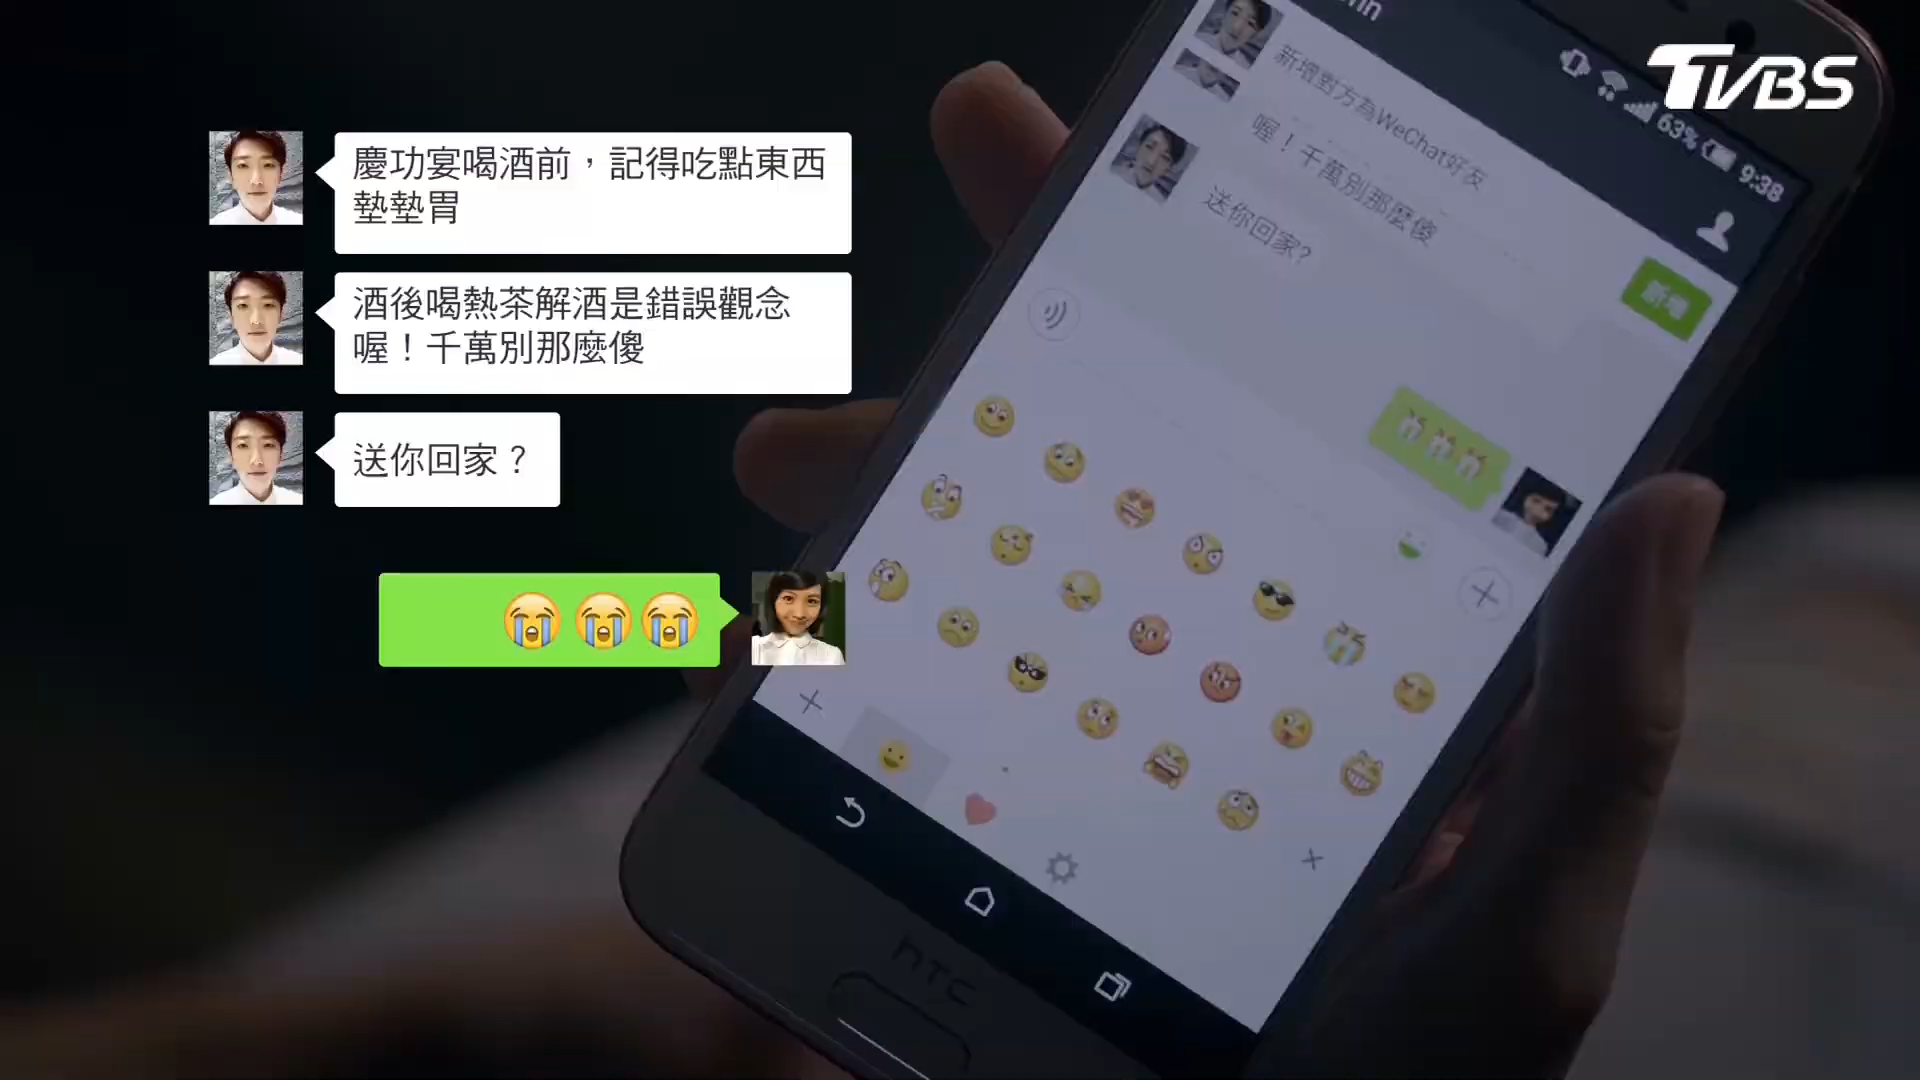 慶功宴喝酒前，記得吃點東西
墊墊胃
酒後喝熱茶解酒是錯誤觀念
喔！千萬別那麼傻
送你回家？
TVBS
63% 9:38
新增對方為WeChat好友
新增
喔！千萬別那麼傻
送你回家?
hTC